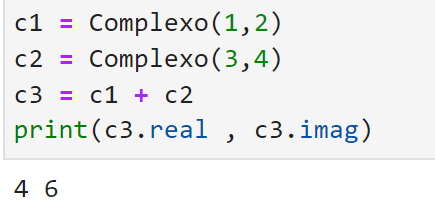 c1 = Complexo(1,2)
c2 = Complexo(3,4)
c3 = c1 + c2
print(c3.real , c3.imag)
4 6